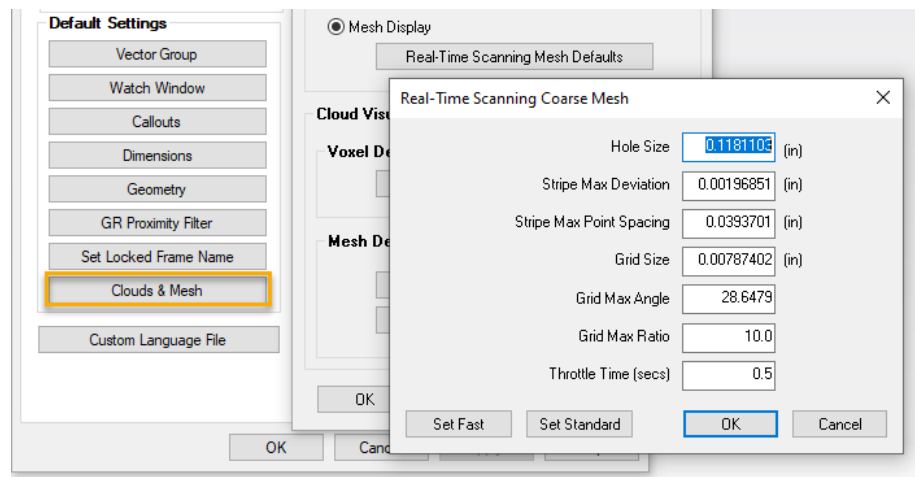 Default Settings
Vector Group
Watch Window
Callouts
Dimensions
Geometry
GR Proximity Filter
Set Locked Frame Name
Clouds & Mesh
Custom Language File
OK
Mesh Display
Real-Time Scanning Mesh Defaults
OK
Real-Time Scanning Coarse Mesh
Hole Size 0.1181103 (in)
Stripe Max Deviation 0.00196851 (in)
Stripe Max Point Spacing 0.0393701 (in)
Grid Size 0.00787402 (in)
Grid Max Angle 28.6479
Grid Max Ratio 10.0
Throttle Time (secs) 0.5
Set Fast Set Standard OK Cancel